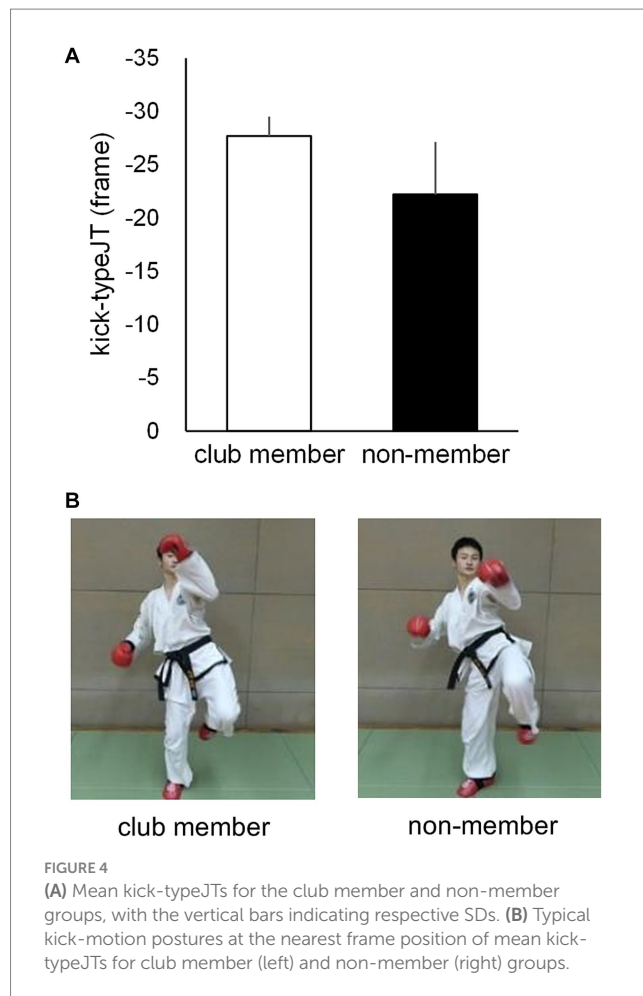 A
kick-typeJT (frame)
-35
-30
-25
-20
-15
-10
-5
0
club member non-member
B
club member non-member
FIGURE 4
(A) Mean kick-typeJTs for the club member and non-member
groups, with the vertical bars indicating respective SDs. (B) Typical
kick-motion postures at the nearest frame position of mean kick-
typeJTs for club member (left) and non-member (right) groups.